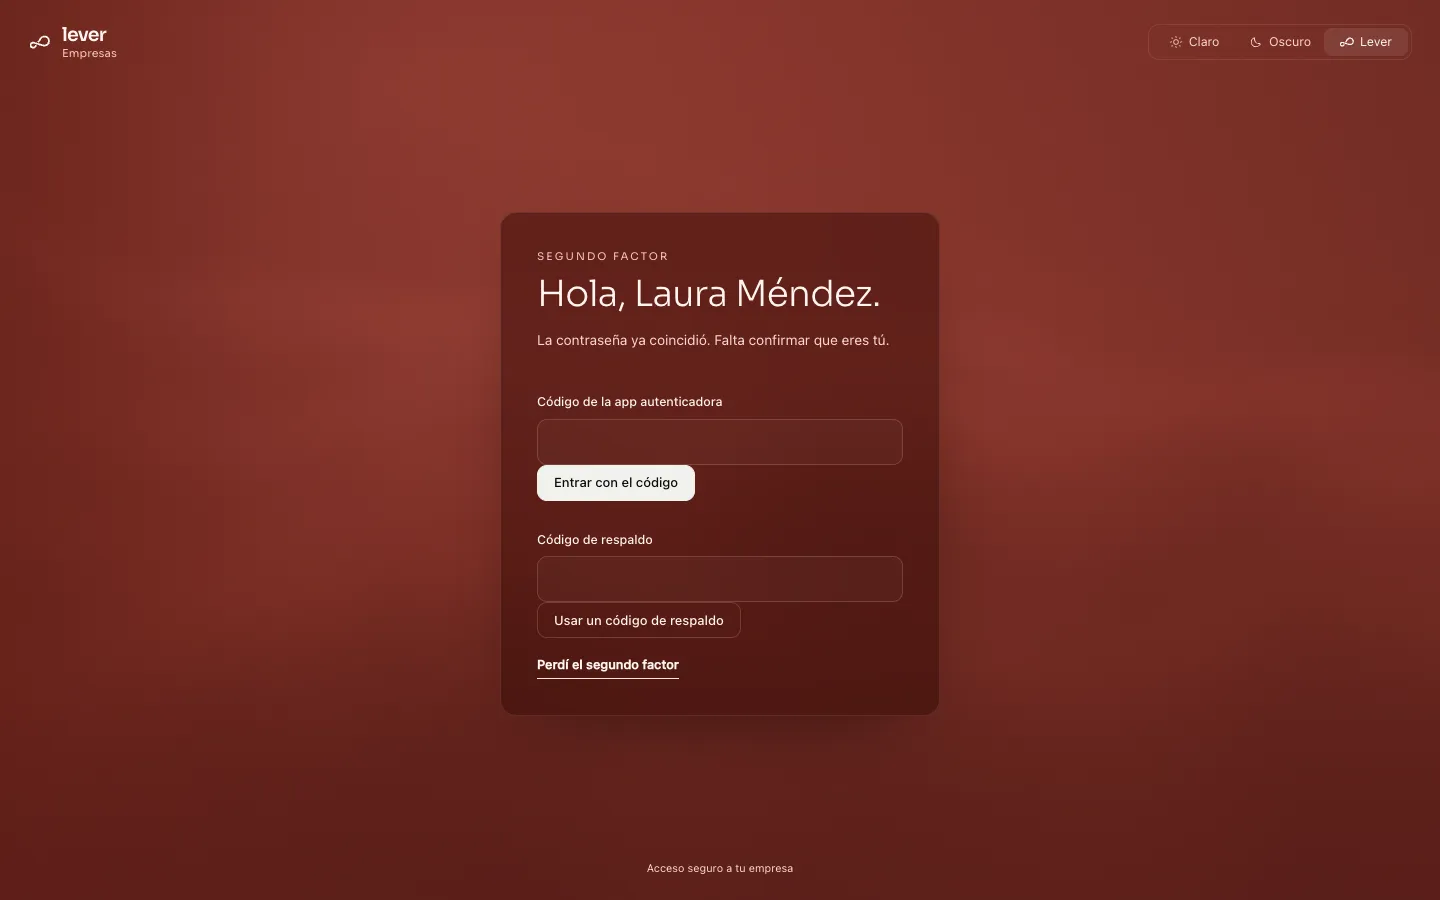 lever
Empresas
Claro
Oscuro
Lever
SEGUNDO FACTOR
Hola, Laura Méndez.
La contraseña ya coincidió. Falta confirmar que eres tú.
Código de la app autenticadora
Entrar con el código
Código de respaldo
Usar un código de respaldo
Perdí el segundo factor
Acceso seguro a tu empresa